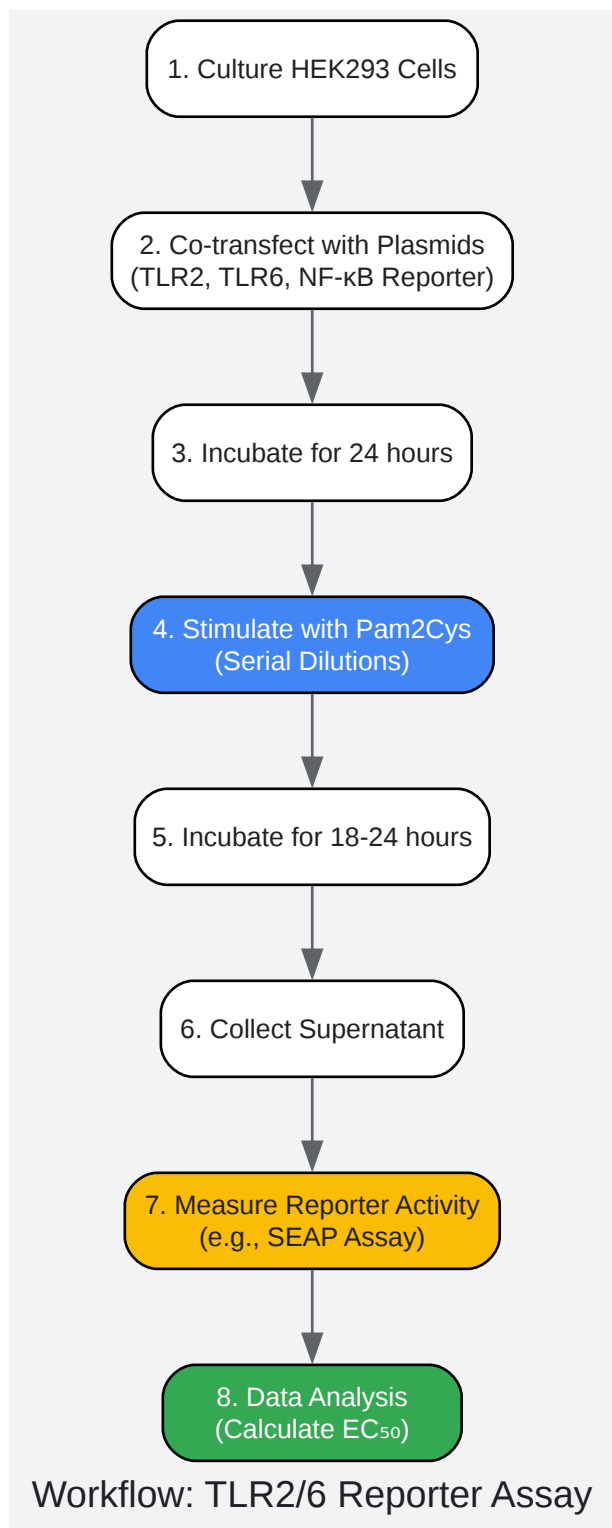 1. Culture HEK293 Cells
2. Co-transfect with Plasmids
(TLR2, TLR6, NF-κB Reporter)
3. Incubate for 24 hours
4. Stimulate with Pam2Cys
(Serial Dilutions)
5. Incubate for 18-24 hours
6. Collect Supernatant
7. Measure Reporter Activity
(e.g., SEAP Assay)
8. Data Analysis
(Calculate EC₅₀)
Workflow: TLR2/6 Reporter Assay